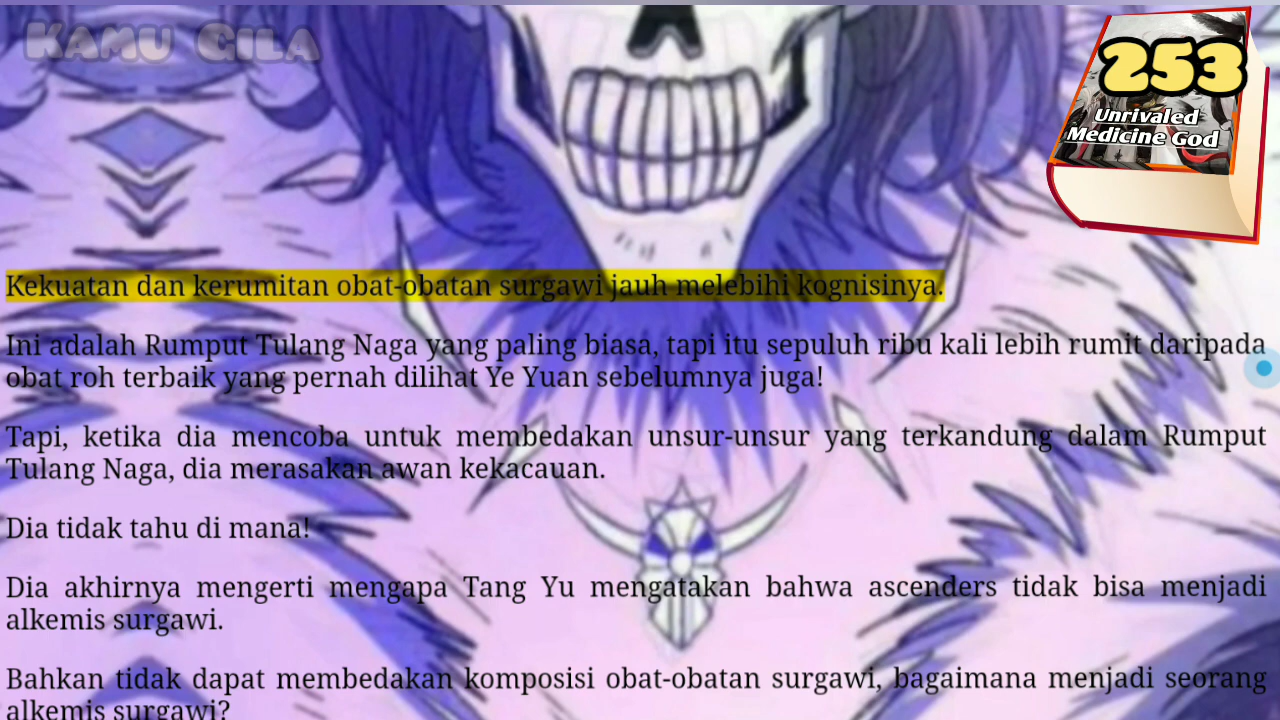 Kamu Gila
253
Unrivaled
Medicine God
Kekuatan dan kerumitan obat-obatan surgawi jauh melebihi kognisinya.
Ini adalah Rumput Tulang Naga yang paling biasa, tapi itu sepuluh ribu kali lebih rumit daripada
obat roh terbaik yang pernah dilihat Ye Yuan sebelumnya juga!
Tapi, ketika dia mencoba untuk membedakan unsur-unsur yang terkandung dalam Rumput
Tulang Naga, dia merasakan awan kekacauan.
Dia tidak tahu di mana!
Dia akhirnya mengerti mengapa Tang Yu mengatakan bahwa ascenders tidak bisa menjadi
alkemis surgawi.
Bahkan tidak dapat membedakan komposisi obat-obatan surgawi, bagaimana menjadi seorang
alkemis surgawi?